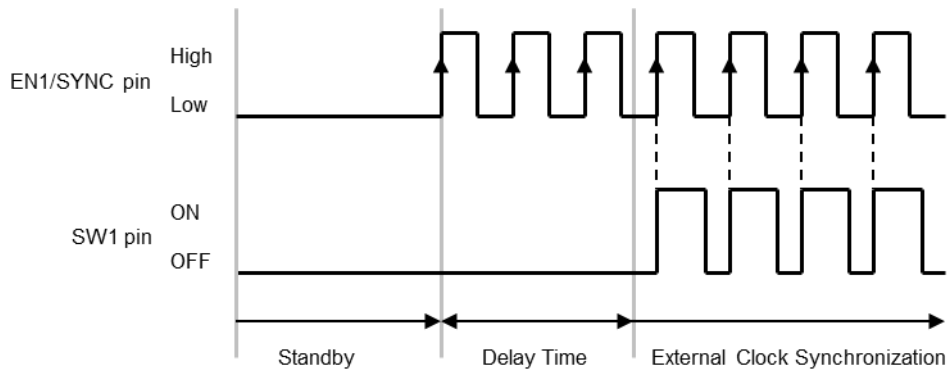 High
EN1/SYNC pin
Low
ON
SW1 pin
OFF
Standby
Delay Time
External Clock Synchronization